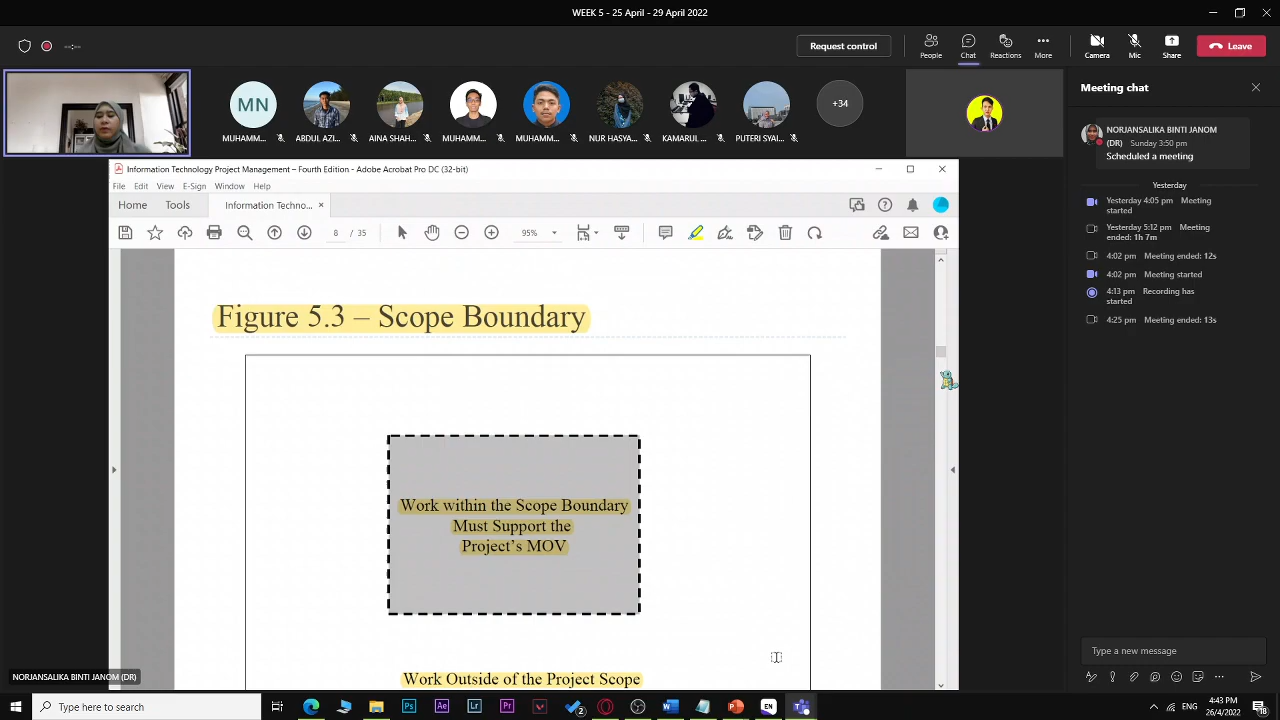 WEEK 5 - 25 April - 29 April 2022
Request control
People
Chat
Reactions
More
Camera
Mic
Share
Leave
MN
MUHAMM...
ABDUL AZI...
AINA SHAH...
MUHAMM...
MUHAMM...
NUR HASYA...
KAMARUL ...
PUTERI SYAI...
+34
Meeting chat
NORJANSALIKA BINTI JANOM
(DR) Sunday 3:50 pm
Scheduled a meeting
Yesterday
Yesterday 4:05 pm Meeting
started
Yesterday 5:12 pm Meeting
ended: 1h 7m
4:02 pm Meeting ended: 12s
4:02 pm Meeting started
4:13 pm Recording has
started
4:25 pm Meeting ended: 13s
Type a new message
Information Technology Project Management – Fourth Edition - Adobe Acrobat Pro DC (32-bit)
File Edit View E-Sign Window Help
Home Tools Information Techno... ×
8 / 35
95%
Figure 5.3 – Scope Boundary
Work within the Scope Boundary
Must Support the
Project's MOV
Work Outside of the Project Scope
NORJANSALIKA BINTI JANOM (DR)
Type here to search
Ps
Ae
Lr
Pr
EN
ENG
4:43 PM
26/4/2022